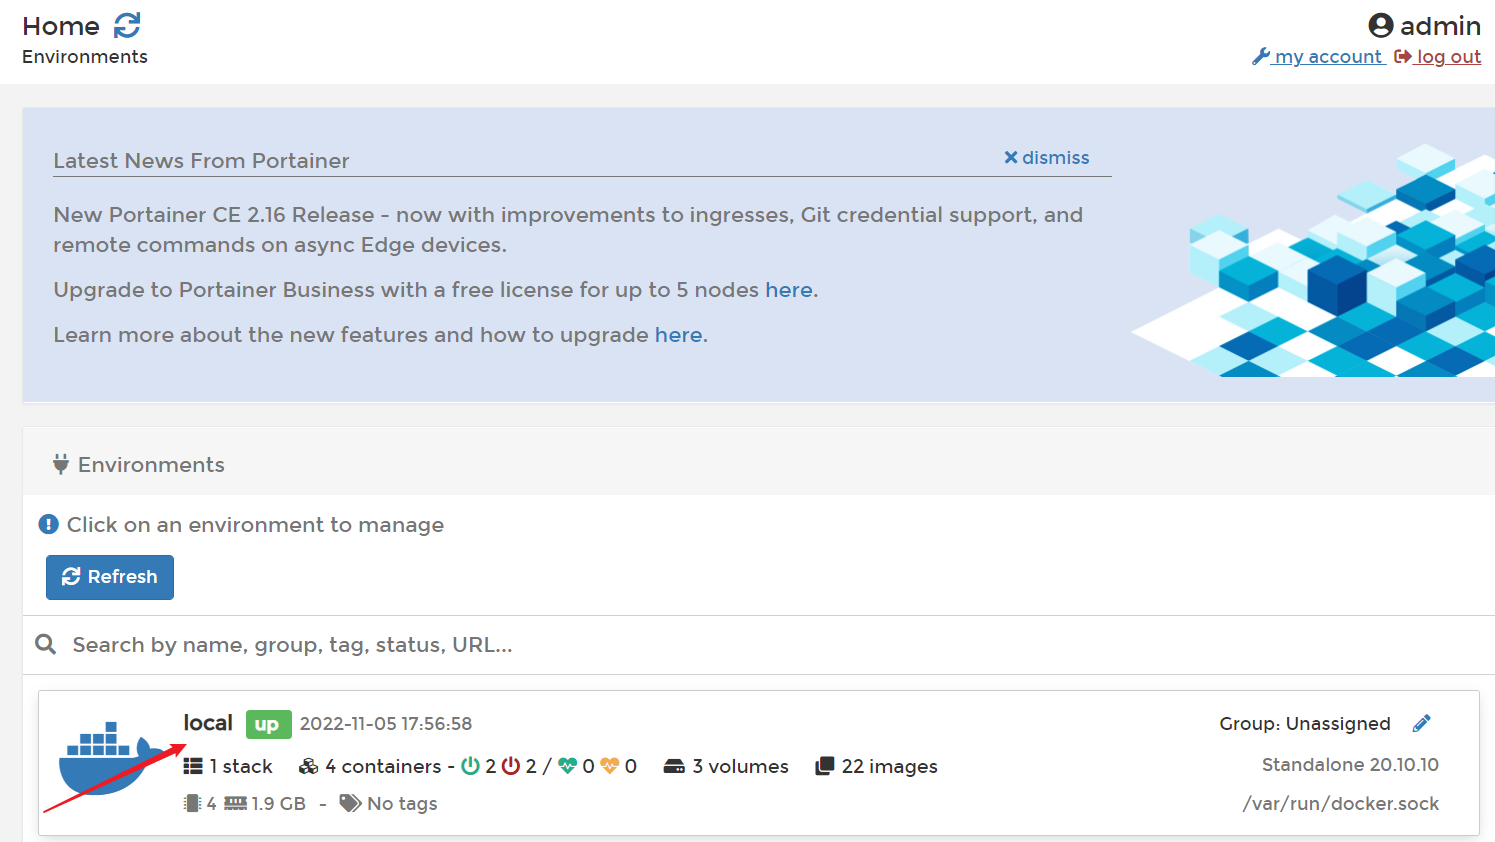 Home
admin
Environments
my account log out
Latest News From Portainer
dismiss
New Portainer CE 2.16 Release - now with improvements to ingresses, Git credential support, and
remote commands on async Edge devices.
Upgrade to Portainer Business with a free license for up to 5 nodes here.
Learn more about the new features and how to upgrade here.
Environments
Click on an environment to manage
Refresh
Search by name, group, tag, status, URL...
local up 2022-11-05 17:56:58
Group: Unassigned
1 stack 4 containers - 2 2 / 0 0 3 volumes 22 images
Standalone 20.10.10
4 1.9 GB - No tags
/var/run/docker.sock